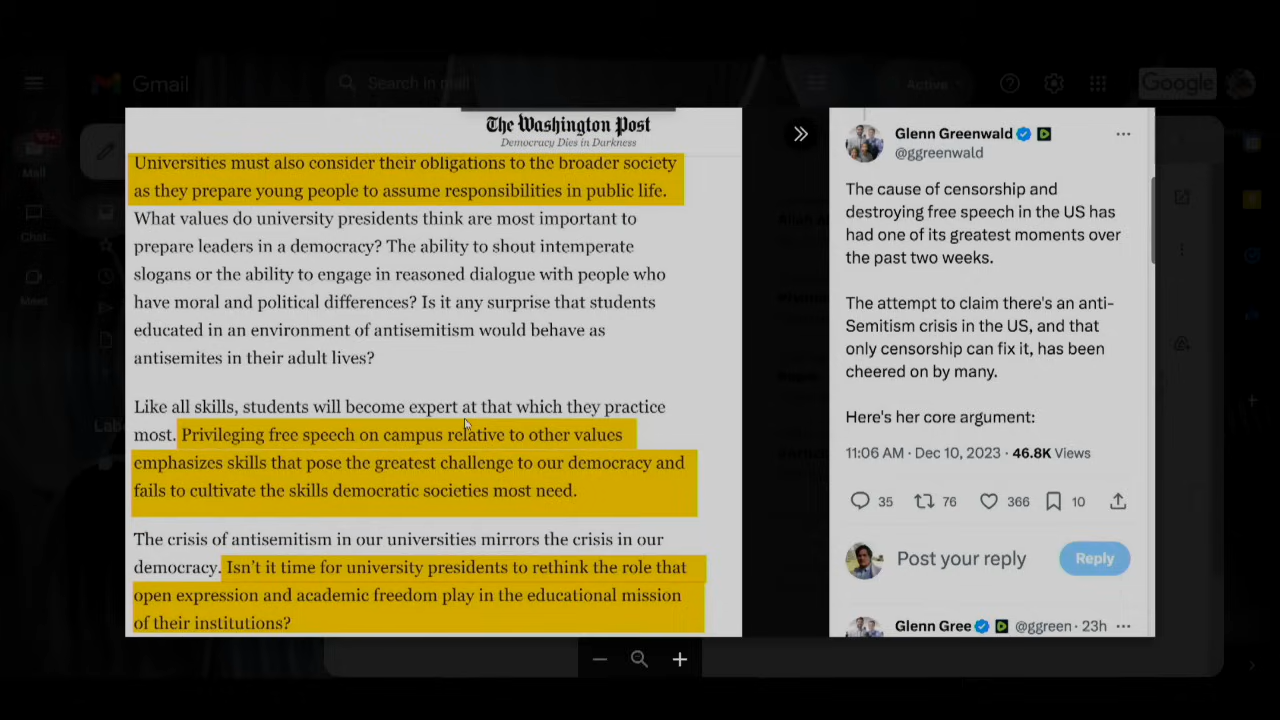 Gmail
Search in mail
Active
Google
Mail
Chat
Meet
The Washington Post
Democracy Dies in Darkness
Universities must also consider their obligations to the broader society
as they prepare young people to assume responsibilities in public life.
What values do university presidents think are most important to
prepare leaders in a democracy? The ability to shout intemperate
slogans or the ability to engage in reasoned dialogue with people who
have moral and political differences? Is it any surprise that students
educated in an environment of antisemitism would behave as
antisemites in their adult lives?
Like all skills, students will become expert at that which they practice
most. Privileging free speech on campus relative to other values
emphasizes skills that pose the greatest challenge to our democracy and
fails to cultivate the skills democratic societies most need.
The crisis of antisemitism in our universities mirrors the crisis in our
democracy. Isn't it time for university presidents to rethink the role that
open expression and academic freedom play in the educational mission
of their institutions?
Glenn Greenwald
@ggreenwald
The cause of censorship and
destroying free speech in the US has
had one of its greatest moments over
the past two weeks.
The attempt to claim there's an anti-
Semitism crisis in the US, and that
only censorship can fix it, has been
cheered on by many.
Here's her core argument:
11:06 AM · Dec 10, 2023 · 46.8K Views
35 76 366 10
Post your reply Reply
Glenn Gree @ggreen · 23h